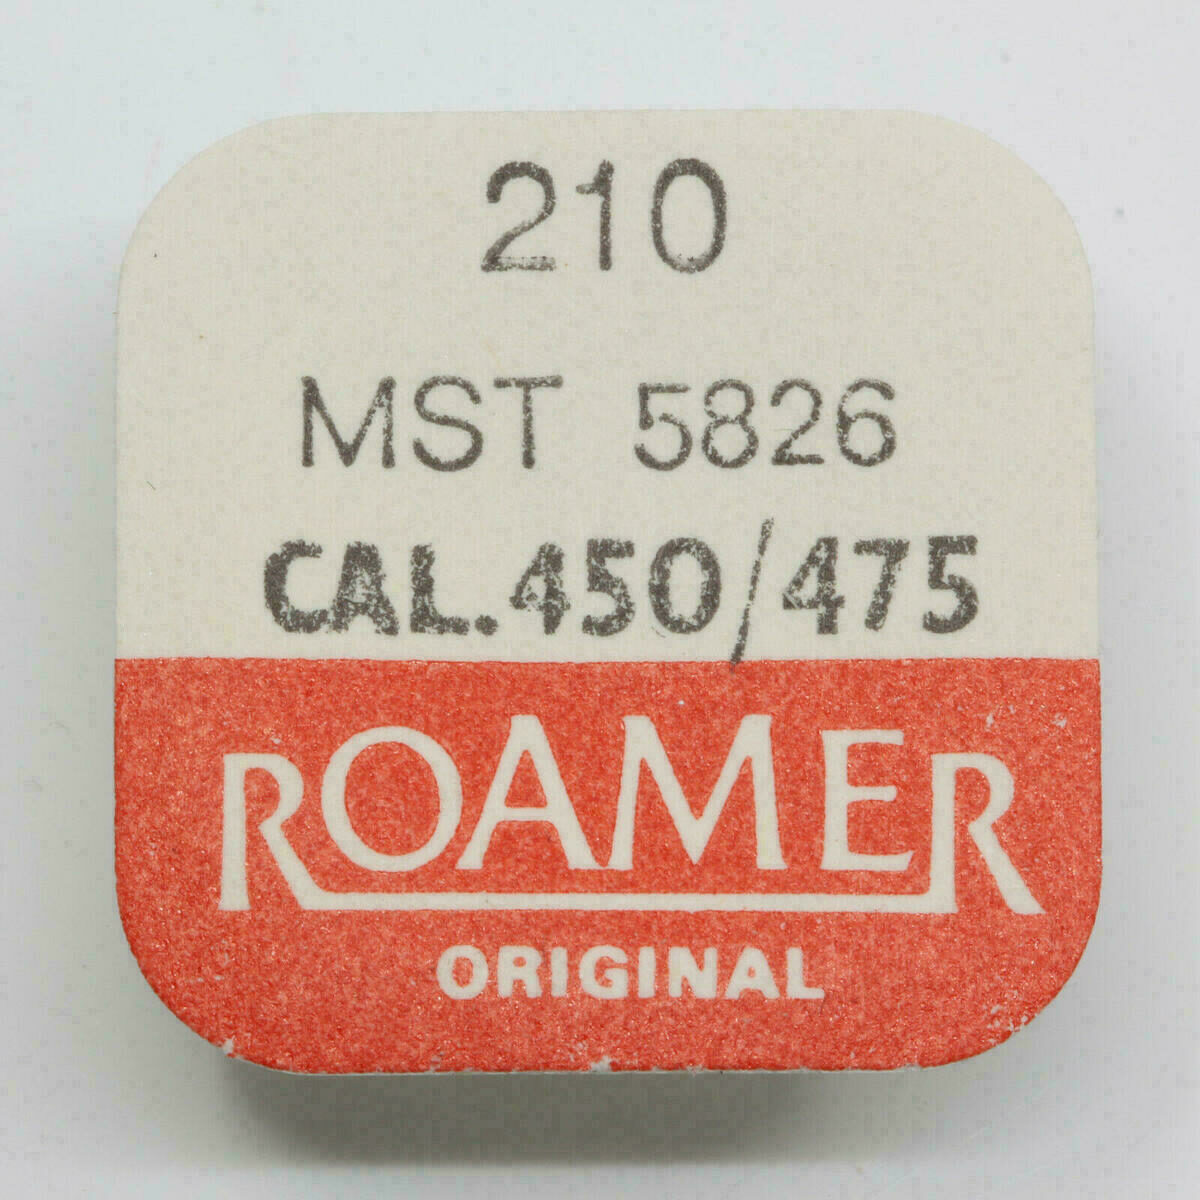 210
MST 5826
CAL.450/475
ROAMER
ORIGINAL